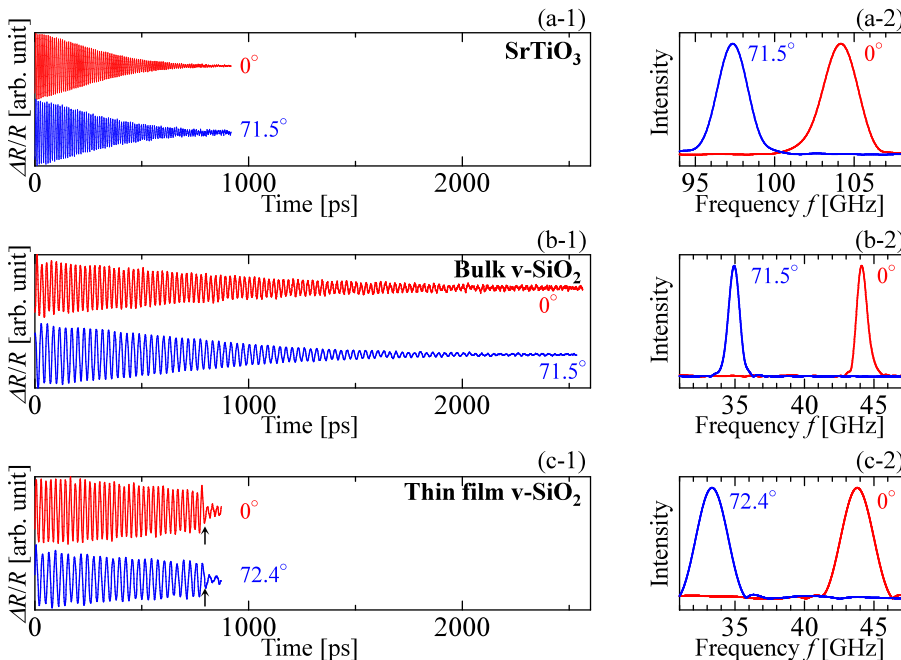 (a-1)
ΔR/R [arb. unit]
SrTiO₃
0°
71.5°
0 1000 2000
Time [ps]
(a-2)
Intensity
71.5° 0°
95 100 105
Frequency f [GHz]
(b-1)
ΔR/R [arb. unit]
Bulk v-SiO₂
0°
71.5°
0 1000 2000
Time [ps]
(b-2)
Intensity
71.5° 0°
35 40 45
Frequency f [GHz]
(c-1)
ΔR/R [arb. unit]
Thin film v-SiO₂
0°
72.4°
0 1000 2000
Time [ps]
(c-2)
Intensity
72.4° 0°
35 40 45
Frequency f [GHz]